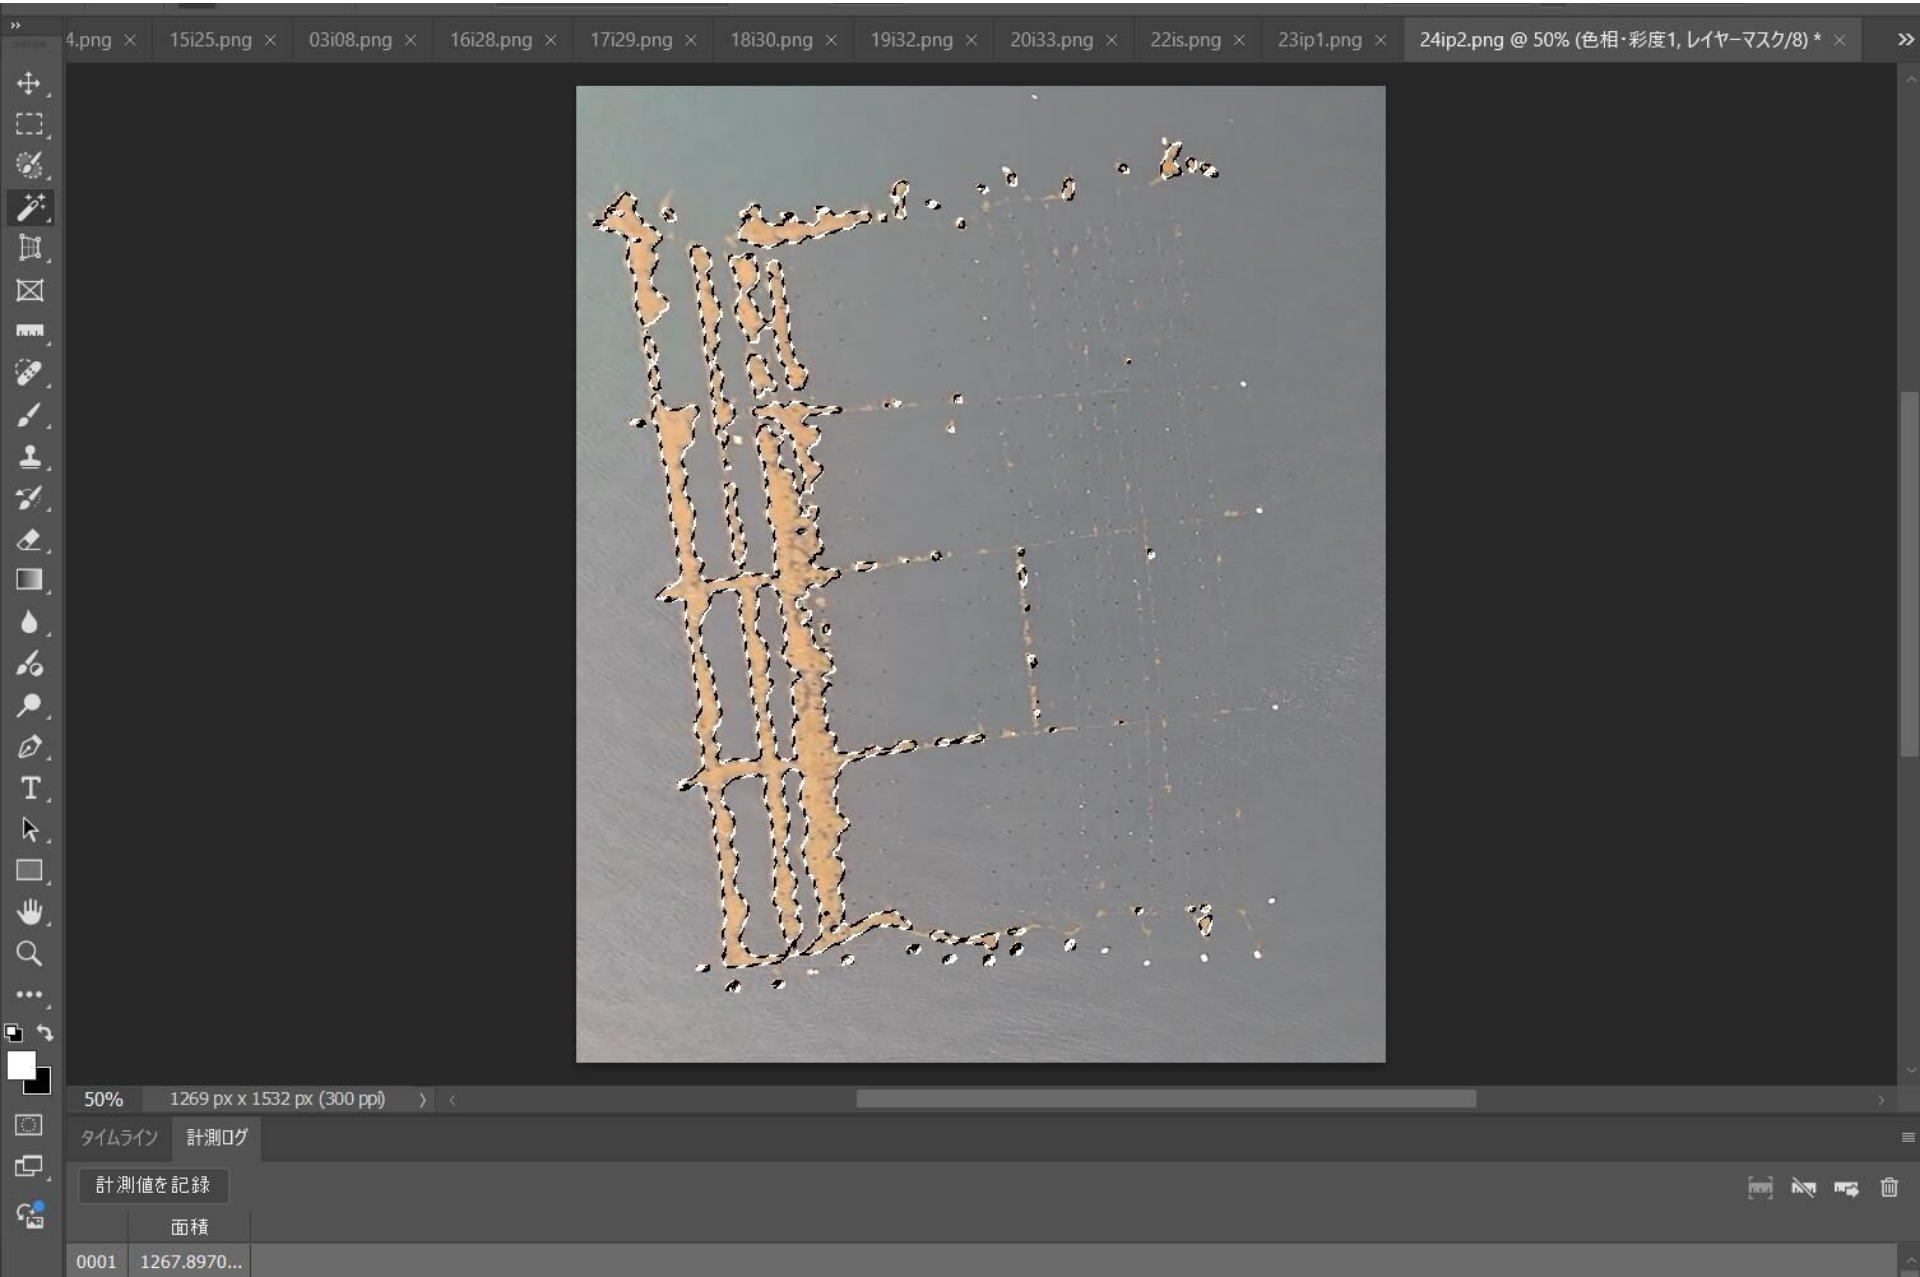 4.png × 15i25.png × 03i08.png × 16i28.png × 17i29.png × 18i30.png × 19i32.png × 20i33.png × 22is.png × 23ip1.png × 24ip2.png @ 50% (色相・彩度1, レイヤーマスク/8) * ×
50% 1269 px x 1532 px (300 ppi)
タイムライン 計測ログ
計測値を記録
面積
0001 1267.8970...